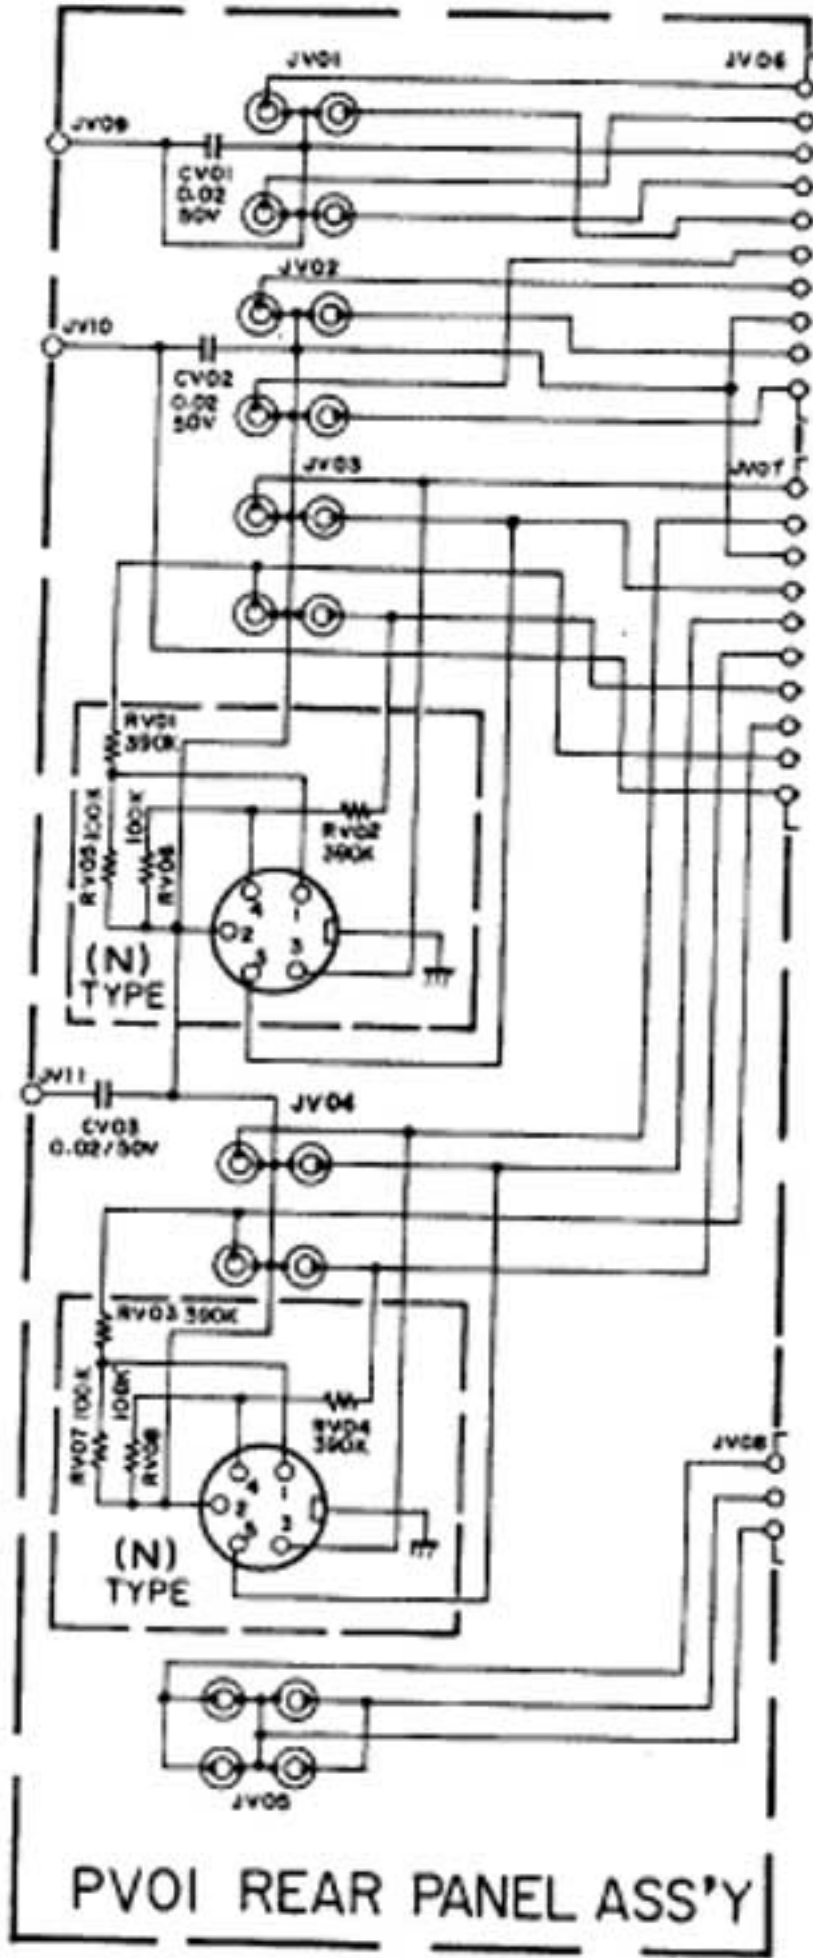 JV01
JV06
JV09
CV01
0.02
50V
JV02
JV10
CV02
0.02
50V
JV03
JV07
RV01
390K
RV05 100K
100K
RV06
RV02
390K
4
1
2
5
3
(N)
TYPE
JV11
CV03
0.02/50V
JV04
RV03 390K
RV07 100K
100K
RV08
RV04
390K
4
1
2
5
3
(N)
TYPE
JV08
JV05
PV01 REAR PANEL ASS'Y